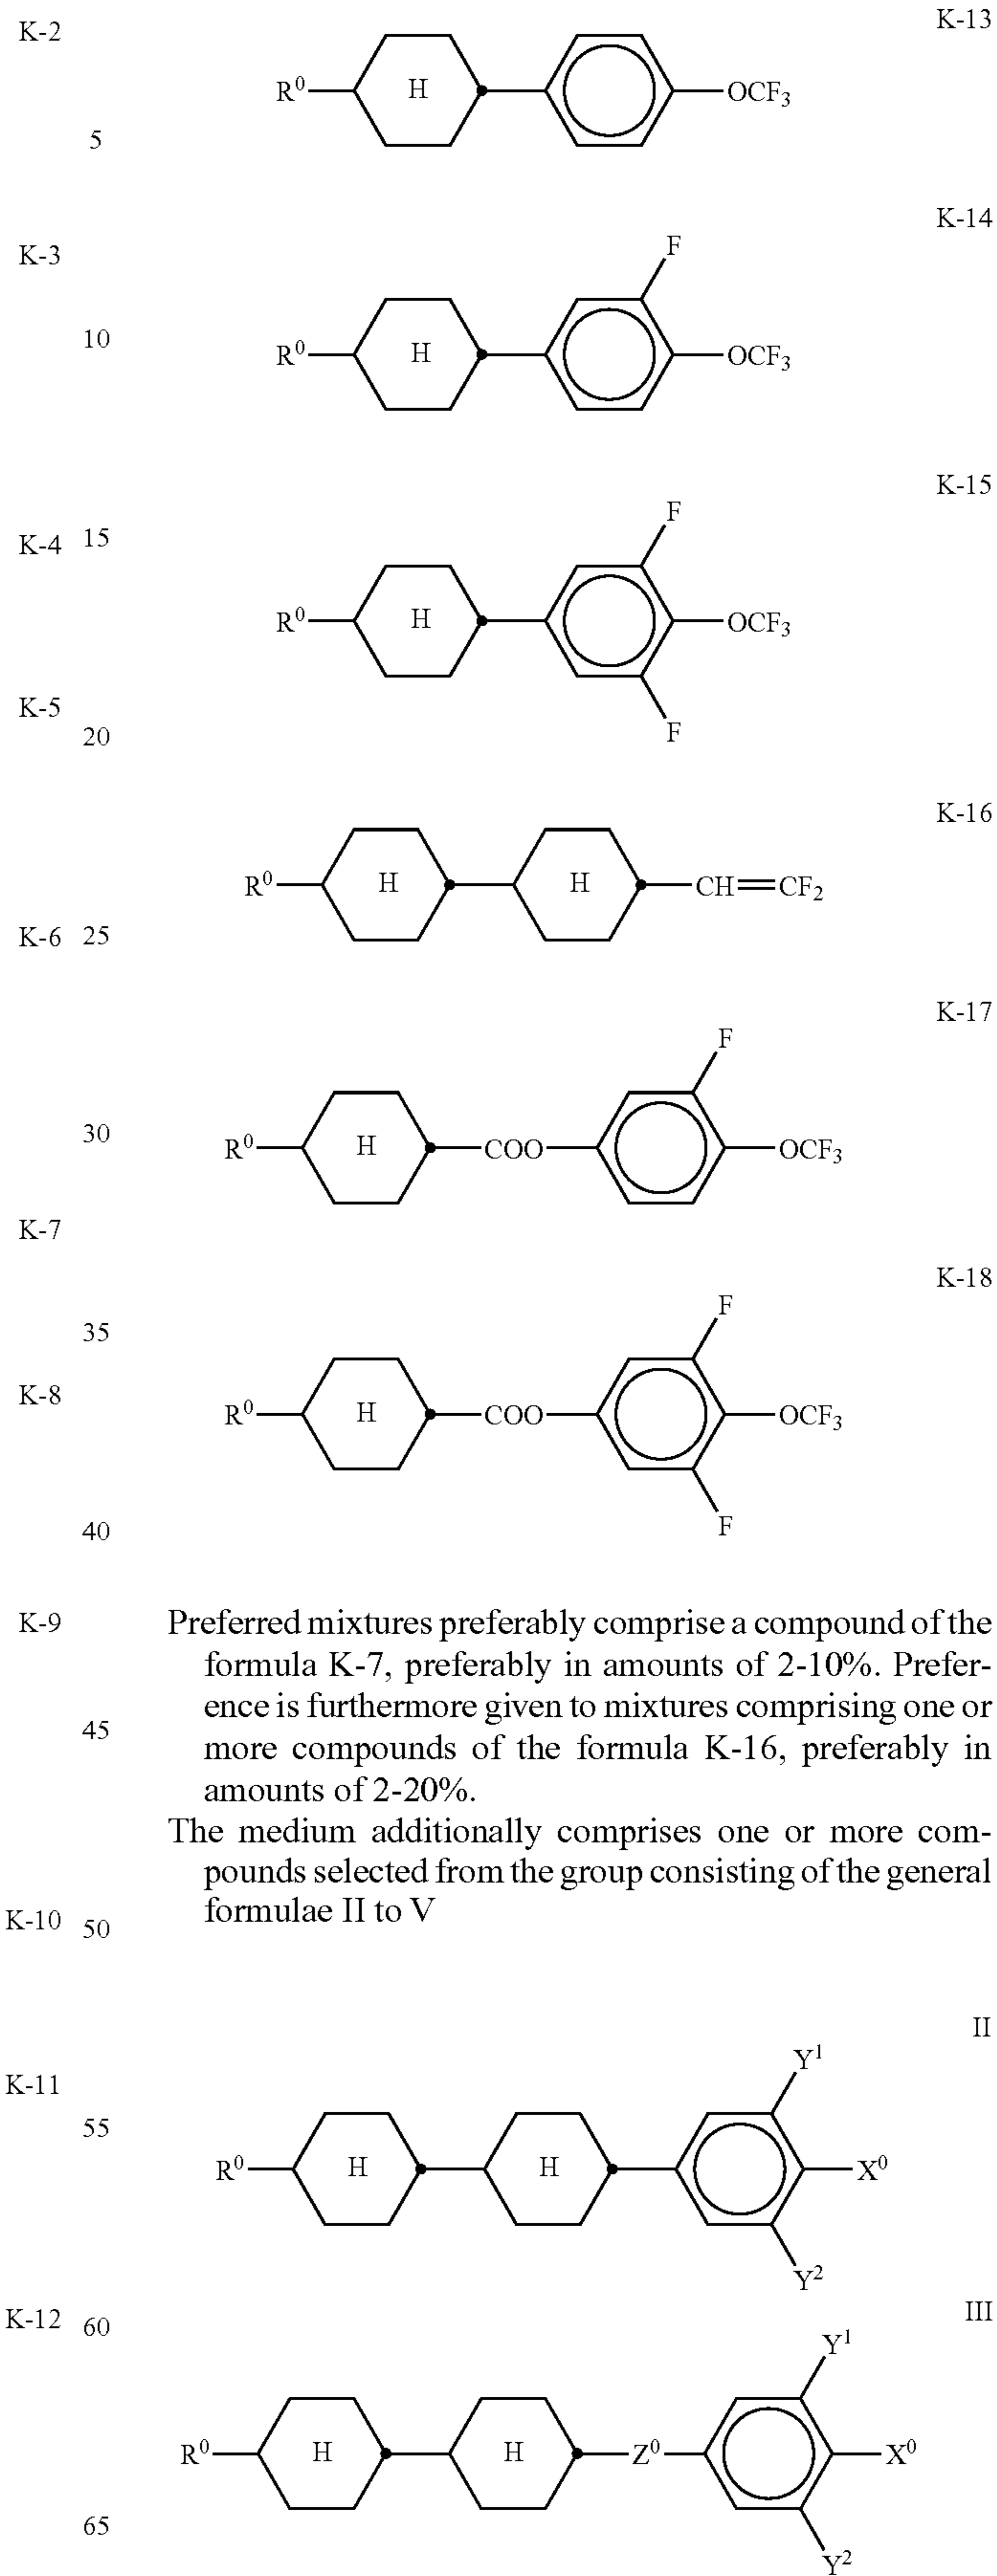 K-2
K-13
R⁰ H OCF₃
5
K-14
K-3
F
10
R⁰ H OCF₃
K-15
F
K-4 15
R⁰ H OCF₃
K-5
20
F
K-16
R⁰ H H CH CF₂
K-6 25
K-17
F
30
R⁰ H COO OCF₃
K-7
K-18
F
35
K-8
R⁰ H COO OCF₃
F
40
K-9
Preferred mixtures preferably comprise a compound of the
formula K-7, preferably in amounts of 2-10%. Prefer-
ence is furthermore given to mixtures comprising one or
45
more compounds of the formula K-16, preferably in
amounts of 2-20%.
The medium additionally comprises one or more com-
pounds selected from the group consisting of the general
formulae II to V
K-10 50
II
Y¹
K-11
55
R⁰ H H X⁰
Y²
III
K-12 60
Y¹
R⁰ H H Z⁰ X⁰
65
Y²